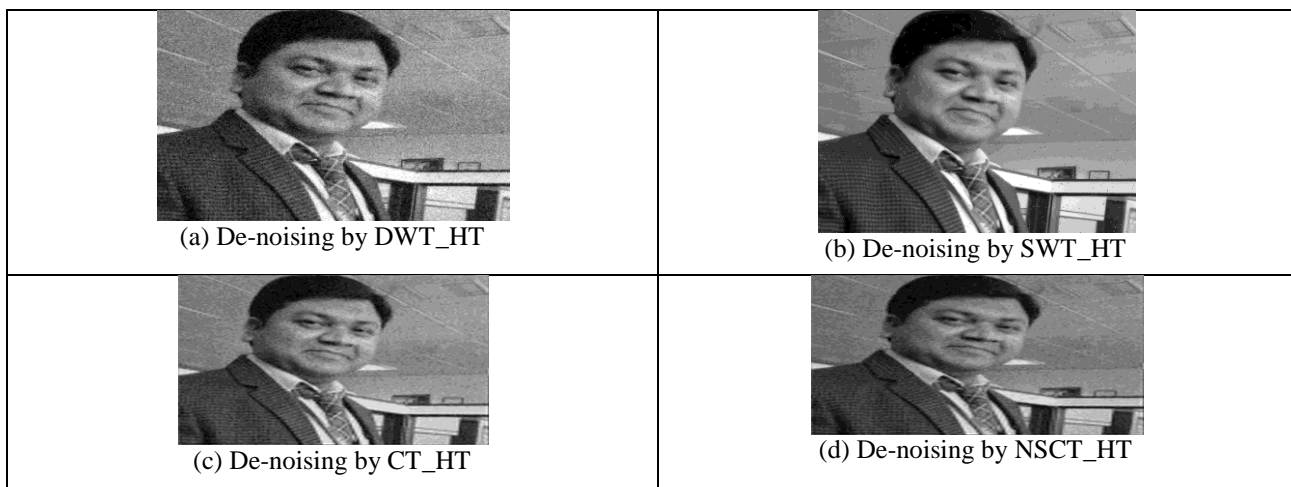 (a) De-noising by DWT_HT
(b) De-noising by SWT_HT
(c) De-noising by CT_HT
(d) De-noising by NSCT_HT